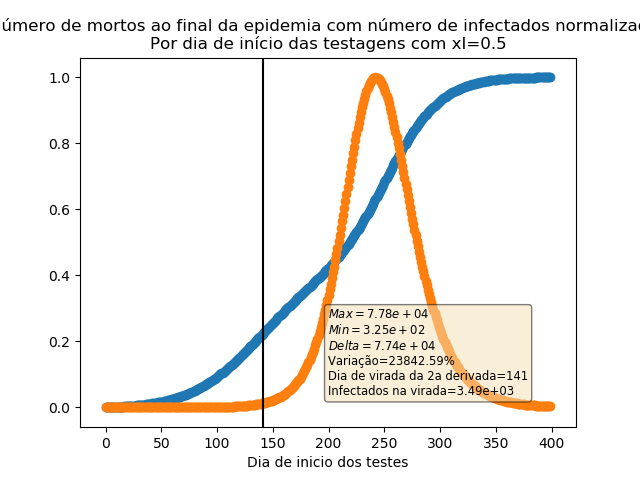 úmero de mortos ao final da epidemia com número de infectados normaliza
Por dia de início das testagens com xl=0.5
1.0
0.8
0.6
0.4
0.2
0.0
Max = 7.78e + 04
Min = 3.25e + 02
Delta = 7.74e + 04
Variação=23842.59%
Dia de virada da 2a derivada=141
Infectados na virada=3.49e+03
0 50 100 150 200 250 300 350 400
Dia de inicio dos testes